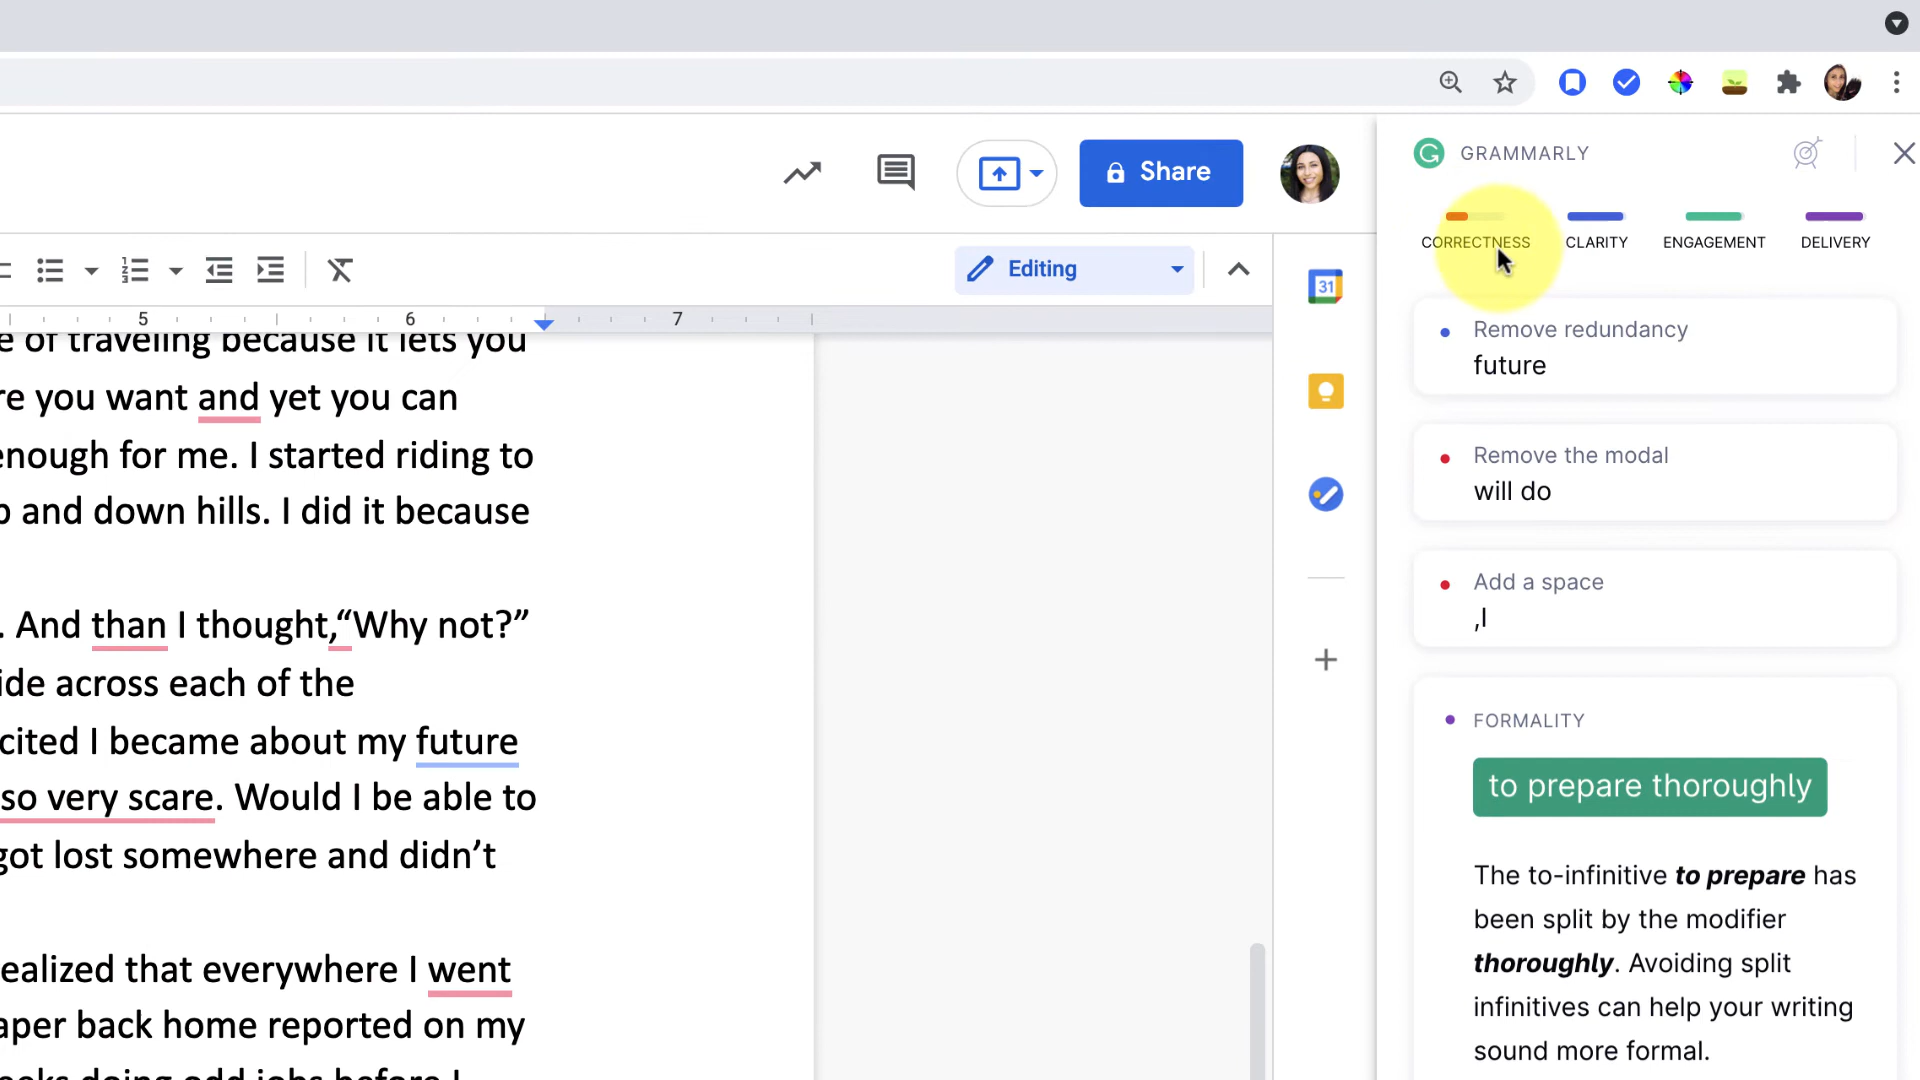 Share
GRAMMARLY
CORRECTNESS CLARITY ENGAGEMENT DELIVERY
Editing
31
5 6 7
e of traveling because it lets you
re you want and yet you can
enough for me. I started riding to
p and down hills. I did it because
. And than I thought,“Why not?”
ide across each of the
cited I became about my future
so very scare. Would I be able to
got lost somewhere and didn’t
ealized that everywhere I went
aper back home reported on my
eeks doing odd jobs before I
Remove redundancy
future
Remove the modal
will do
Add a space
,I
FORMALITY
to prepare thoroughly
The to-infinitive to prepare has
been split by the modifier
thoroughly. Avoiding split
infinitives can help your writing
sound more formal.